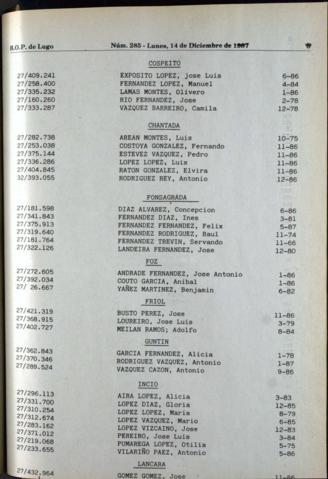 B.O.P. de Lugo Núm. 285 - Lunes, 14 de Diciembre de 1987
COSPEITO
27/409.241 EXPOSITO LOPEZ, jose Luis 6-86
27/258.400 FERNANDEZ LOPEZ, Manuel 4-84
27/335.232 LAMAS MONTES, Olivero 1-86
27/160.260 RIO FERNANDEZ, Jose 2-78
27/333.287 VAZQUEZ BARREIRO, Camila 12-78
CHANTADA
27/282.738 AREAN MONTES, Luis 10-75
27/253.038 COSTOYA GONZALEZ, Fernando 11-86
27/375.144 ESTEVEZ VAZQUEZ, Pedro 11-86
27/336.286 LOPEZ LOPEZ, Luis 11-86
27/404.845 RATON GONZALEZ, Elvira 11-86
32/393.055 RODRIGUEZ REY, Antonio 12-86
FONSAGRADA
27/181.598 DIAZ ALVAREZ, Concepcion 6-86
27/341.843 FERNANDEZ DIAZ, Ines 3-81
27/375.913 FERNANDEZ FERNANDEZ, Felix 5-87
27/319.640 FERNANDEZ RODRIGUEZ, Raul 11-74
27/181.764 FERNANDEZ TREVIN, Servando 11-66
27/322.126 LANDEIRA FERNANDEZ, Jose 12-80
FOZ
27/272.605 ANDRADE FERNANDEZ, Jose Antonio 1-86
27/392.034 COUTO GARCIA, Anibal 1-86
27/ 26.667 YAÑEZ MARTINEZ, Benjamin 6-82
FRIOL
27/421.319 BUSTO PEREZ, Jose 11-86
27/368.915 LOUREIRO, Jose Luis 3-79
27/402.727 MEILAN RAMOS; Adolfo 8-84
GUNTIN
27/362.843 GARCIA FERNANDEZ, Alicia 1-78
27/370.346 RODRIGUEZ VAZQUEZ, Antonio 1-87
27/289.524 VAZQUEZ CAZON, Antonio 9-86
INCIO
27/296.113 AIRA LOPEZ, Alicia 3-83
27/331.700 LOPEZ DIAZ, Gloria 12-85
27/310.254 LOPEZ LOPEZ, Maria 8-79
27/312.674 LOPEZ VAZQUEZ, Mario 6-85
27/283.162 LOPEZ VIZCAINO, Jose 12-83
27/371.012 PEREIRO, Jose Luis 3-84
27/219.068 PUMAREGA LOPEZ, Otilia 5-75
27/233.655 VILARIÑO PAEZ, Antonio 5-86
LANCARA
27/432.964 GOMEZ GOMEZ, Jose 11-86